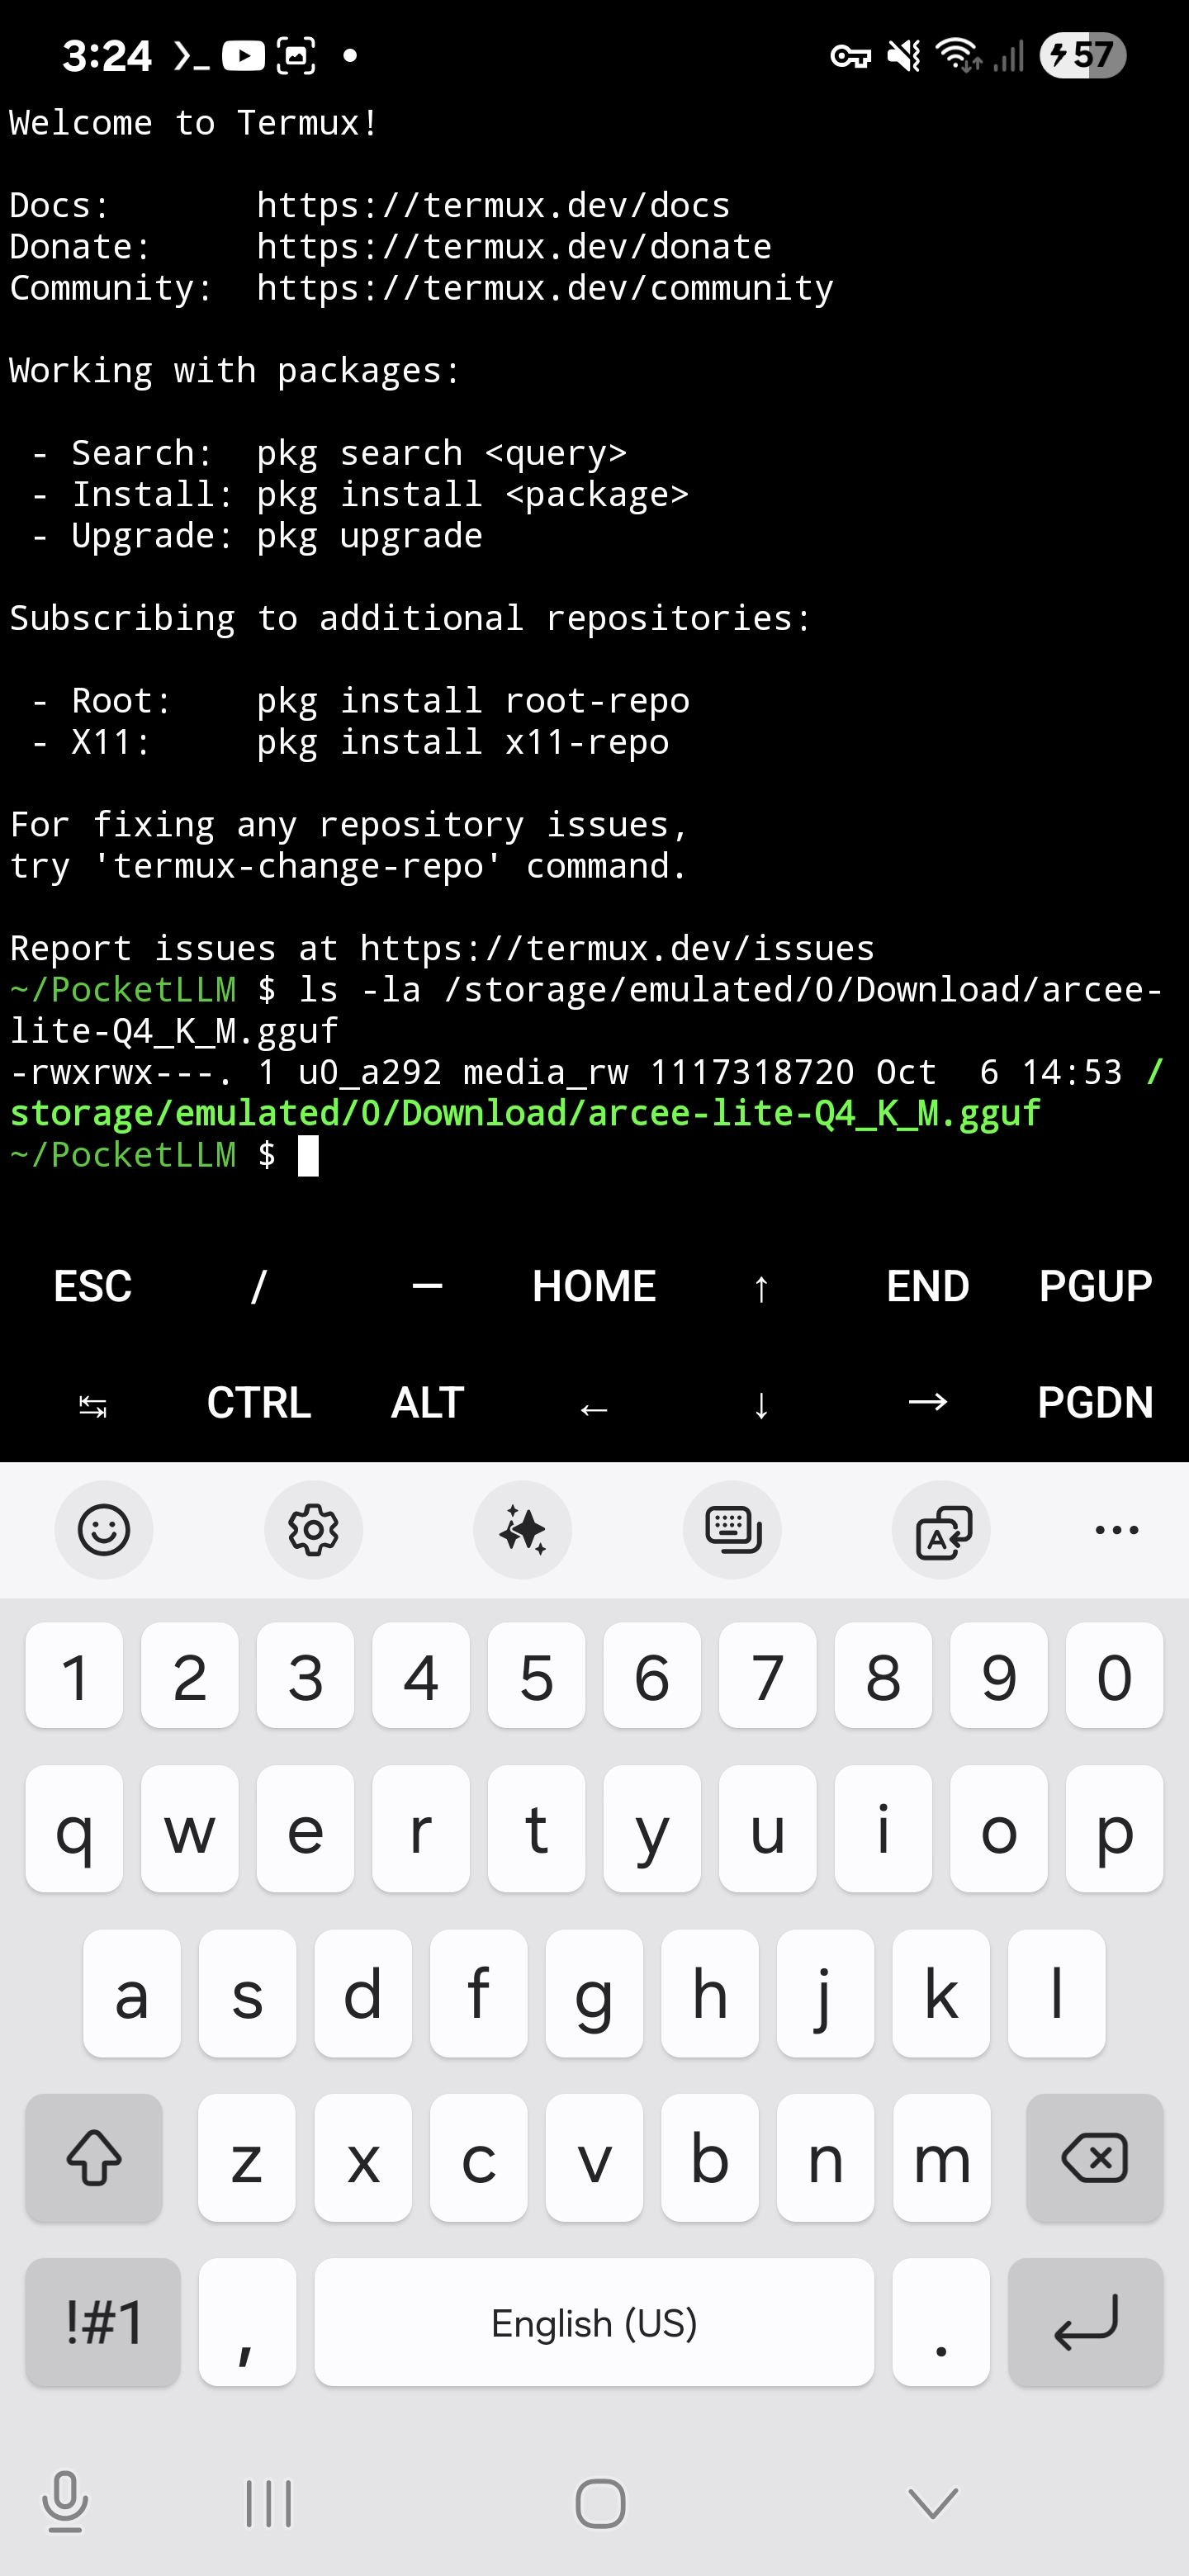 3:24
57
Welcome to Termux!
Docs:       https://termux.dev/docs
Donate:     https://termux.dev/donate
Community:  https://termux.dev/community
Working with packages:
 - Search:  pkg search <query>
 - Install: pkg install <package>
 - Upgrade: pkg upgrade
Subscribing to additional repositories:
 - Root:    pkg install root-repo
 - X11:     pkg install x11-repo
For fixing any repository issues,
try 'termux-change-repo' command.
Report issues at https://termux.dev/issues
~/PocketLLM $ ls -la /storage/emulated/0/Download/arcee-
lite-Q4_K_M.gguf
-rwxrwx---. 1 u0_a292 media_rw 1117318720 Oct  6 14:53 /
storage/emulated/0/Download/arcee-lite-Q4_K_M.gguf
~/PocketLLM $
ESC / — HOME ↑ END PGUP
↹ CTRL ALT ← ↓ → PGDN
A
1 2 3 4 5 6 7 8 9 0
q w e r t y u i o p
a s d f g h j k l
z x c v b n m
!#1 , English (US) .